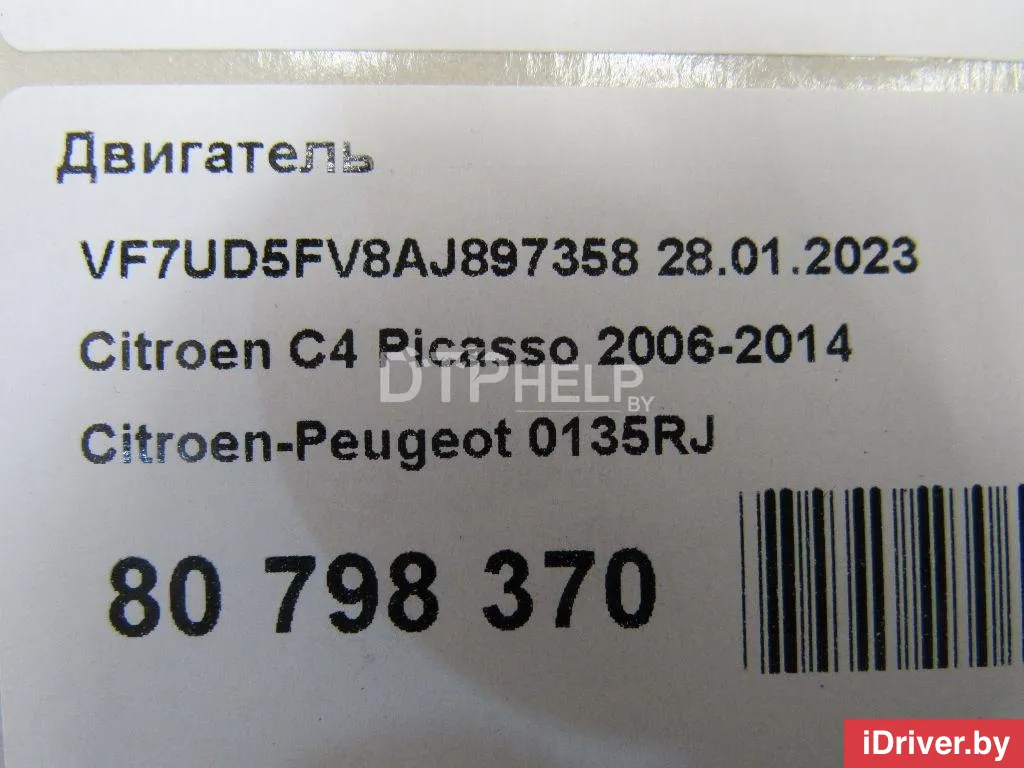 Двигатель
VF7UD5FV8AJ897358 28.01.2023
Citroen C4 Picasso 2006-2014
DTPHELP
BY
Citroen-Peugeot 0135RJ
80 798 370
iDriver.by